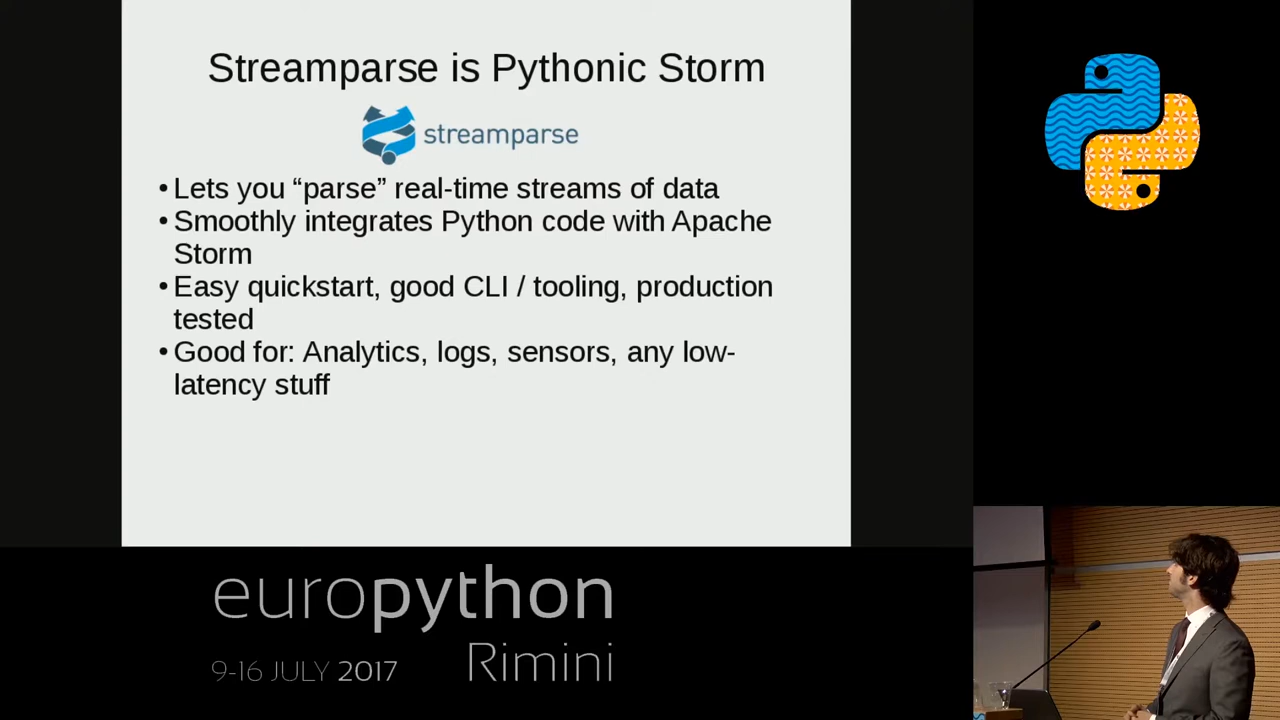 Streamparse is Pythonic Storm
streamparse
•Lets you “parse” real-time streams of data
•Smoothly integrates Python code with Apache
Storm
•Easy quickstart, good CLI / tooling, production
tested
•Good for: Analytics, logs, sensors, any low-
latency stuff
europython
9-16 JULY 2017 Rimini